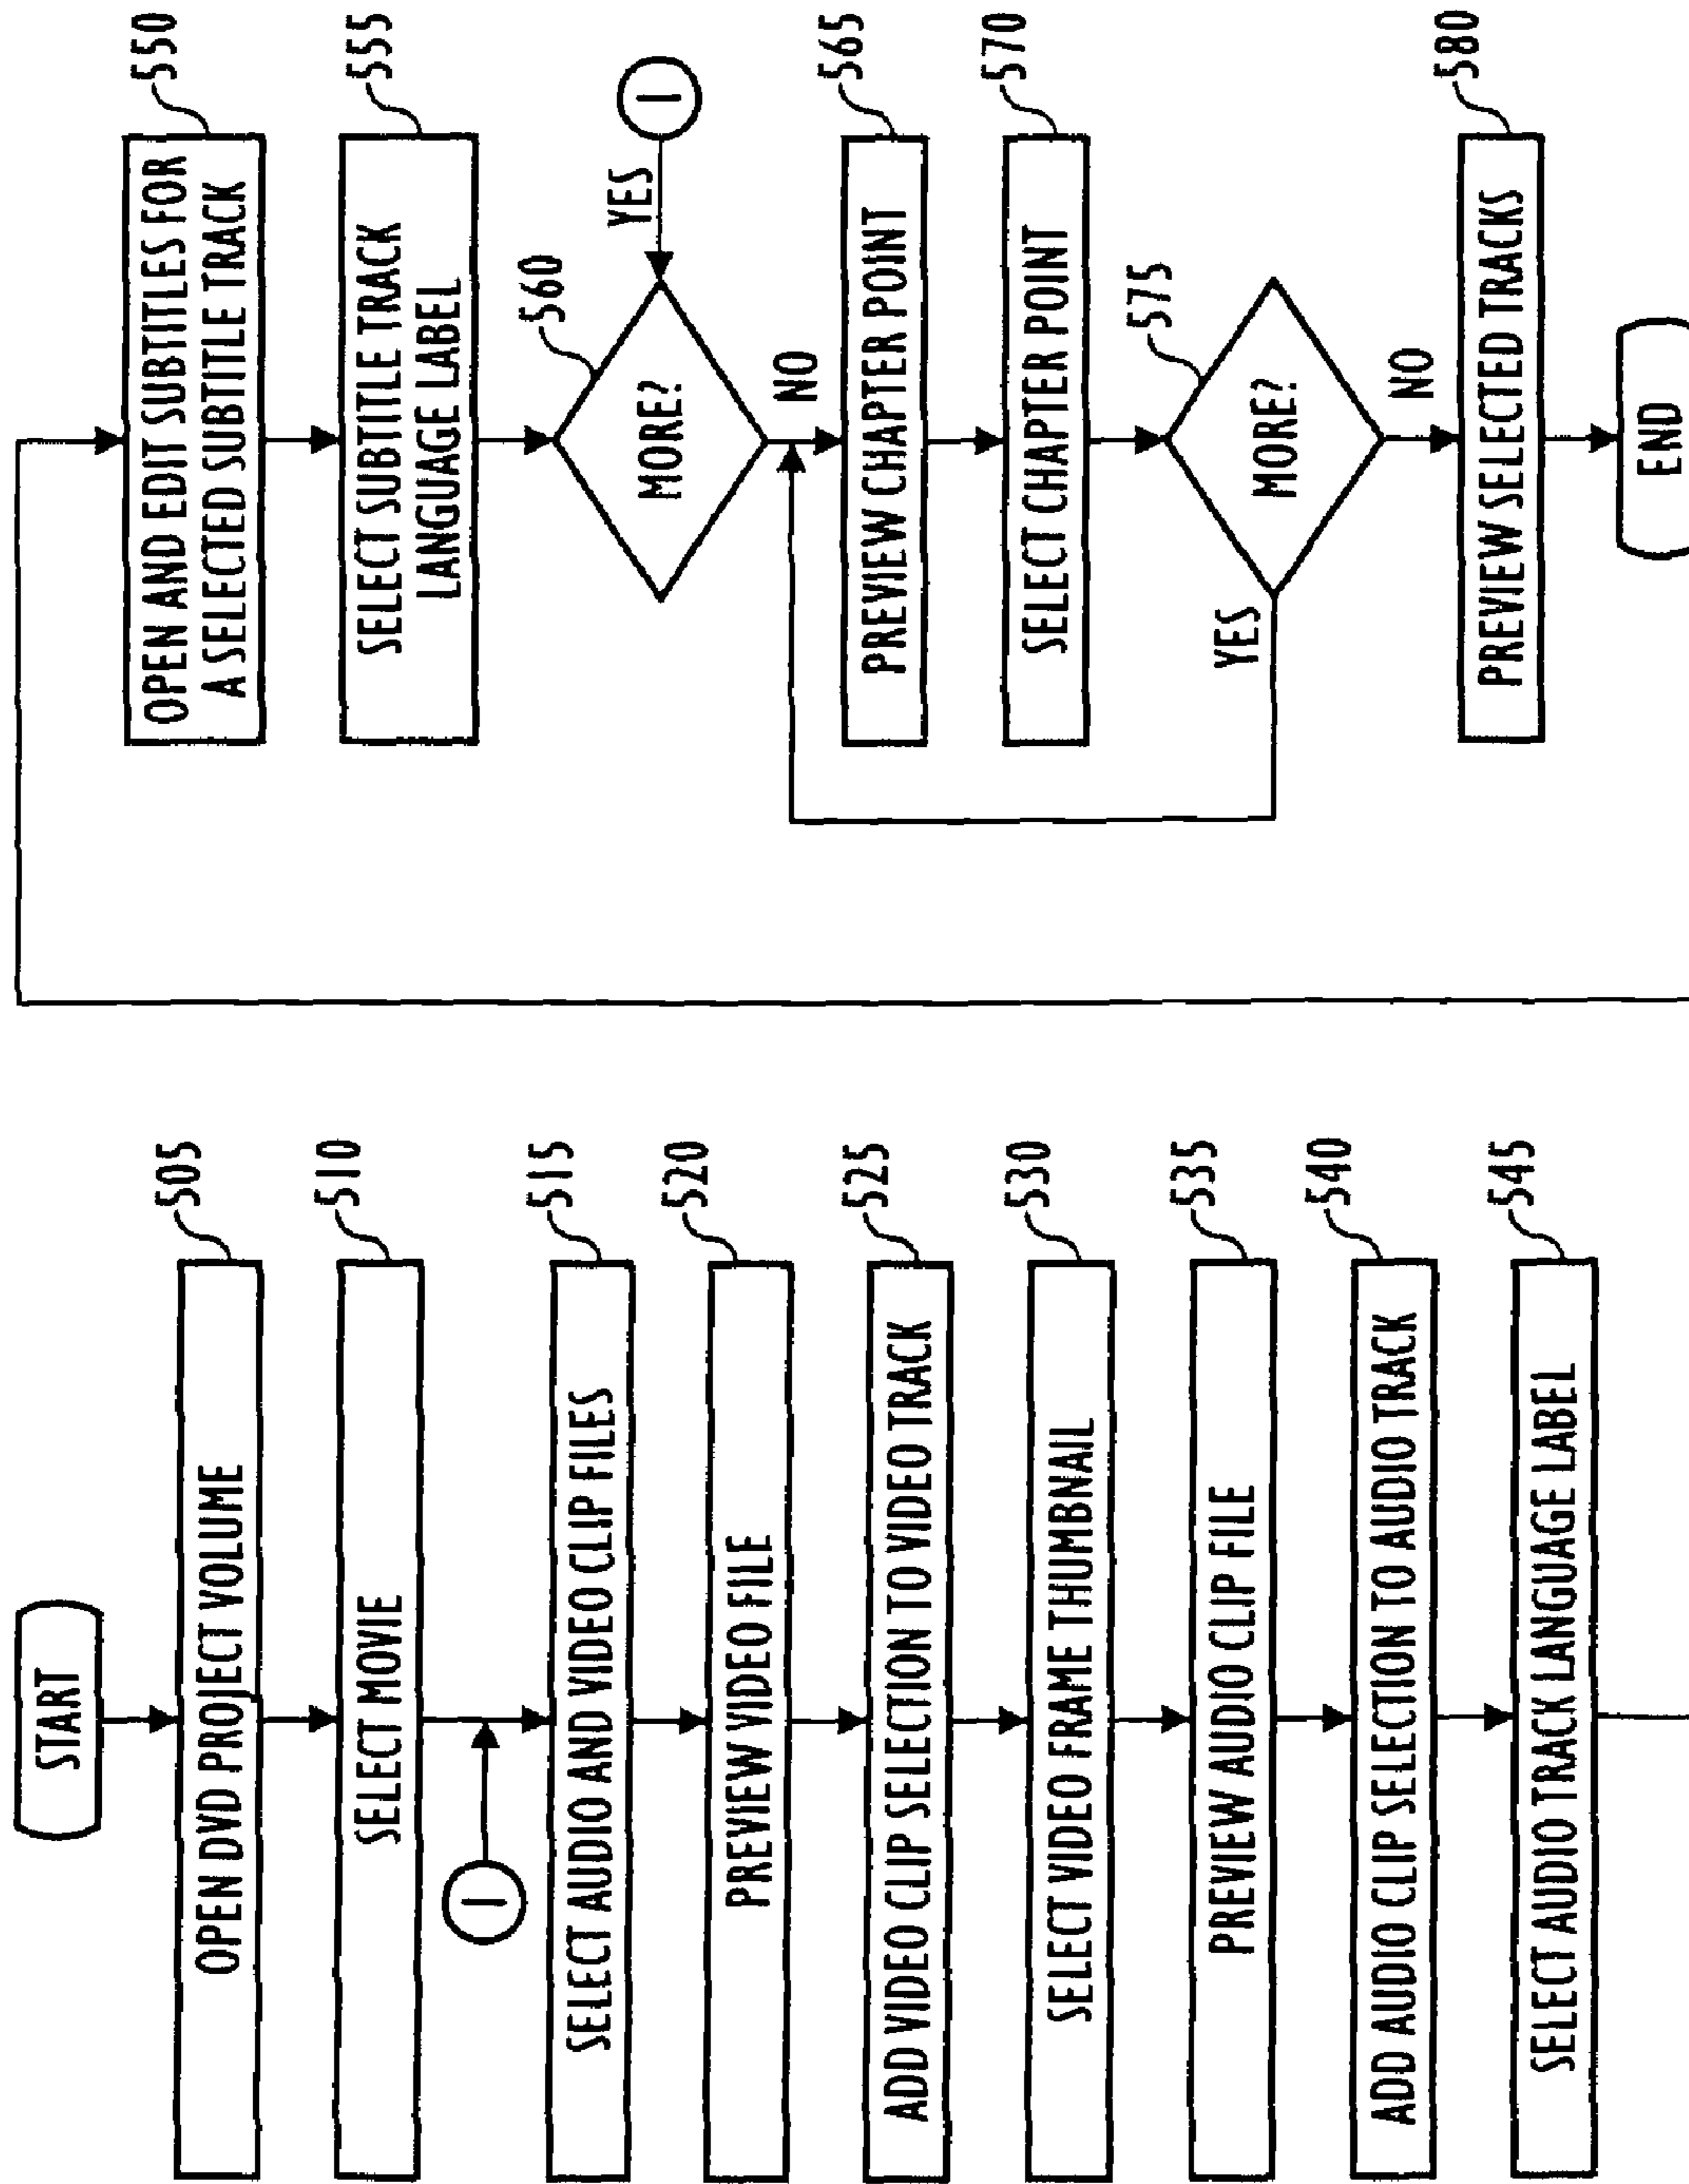 START
OPEN DVD PROJECT VOLUME
505
SELECT MOVIE
510
1
SELECT AUDIO AND VIDEO CLIP FILES
515
PREVIEW VIDEO FILE
520
ADD VIDEO CLIP SELECTION TO VIDEO TRACK
525
SELECT VIDEO FRAME THUMBNAIL
530
PREVIEW AUDIO CLIP FILE
535
ADD AUDIO CLIP SELECTION TO AUDIO TRACK
540
SELECT AUDIO TRACK LANGUAGE LABEL
545
OPEN AND EDIT SUBTITLES FOR
A SELECTED SUBTITLE TRACK
550
SELECT SUBTITLE TRACK
LANGUAGE LABEL
555
MORE?
560
YES
1
NO
PREVIEW CHAPTER POINT
565
SELECT CHAPTER POINT
570
MORE?
575
YES
NO
PREVIEW SELECTED TRACKS
580
END